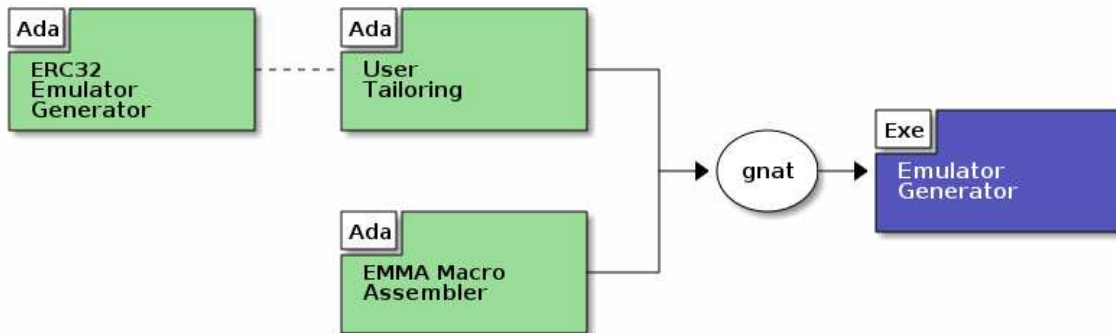 Ada
ERC32
Emulator
Generator
Ada
User
Tailoring
Ada
EMMA Macro
Assembler
gnat
Exe
Emulator
Generator